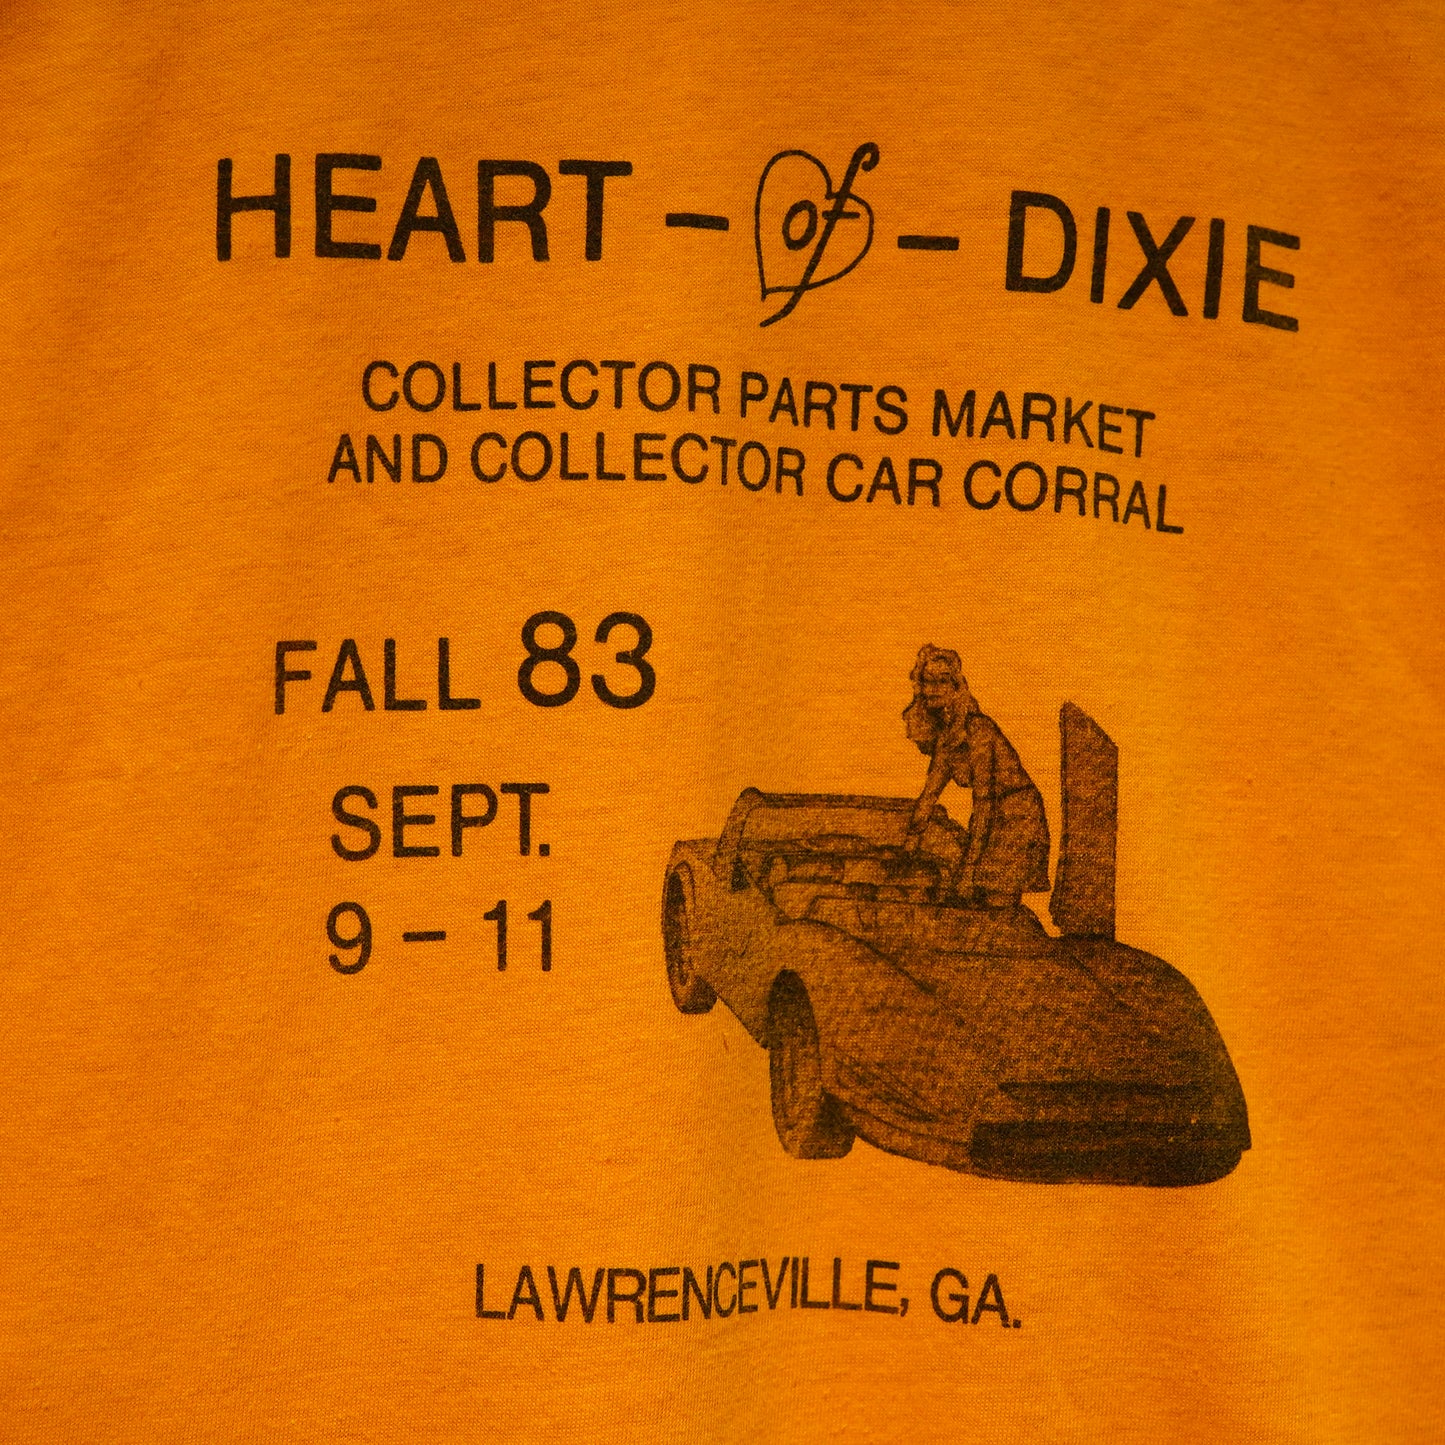 HEART - of - DIXIE
COLLECTOR PARTS MARKET
AND COLLECTOR CAR CORRAL
FALL 83
SEPT.
9 - 11
LAWRENCEVILLE, GA.